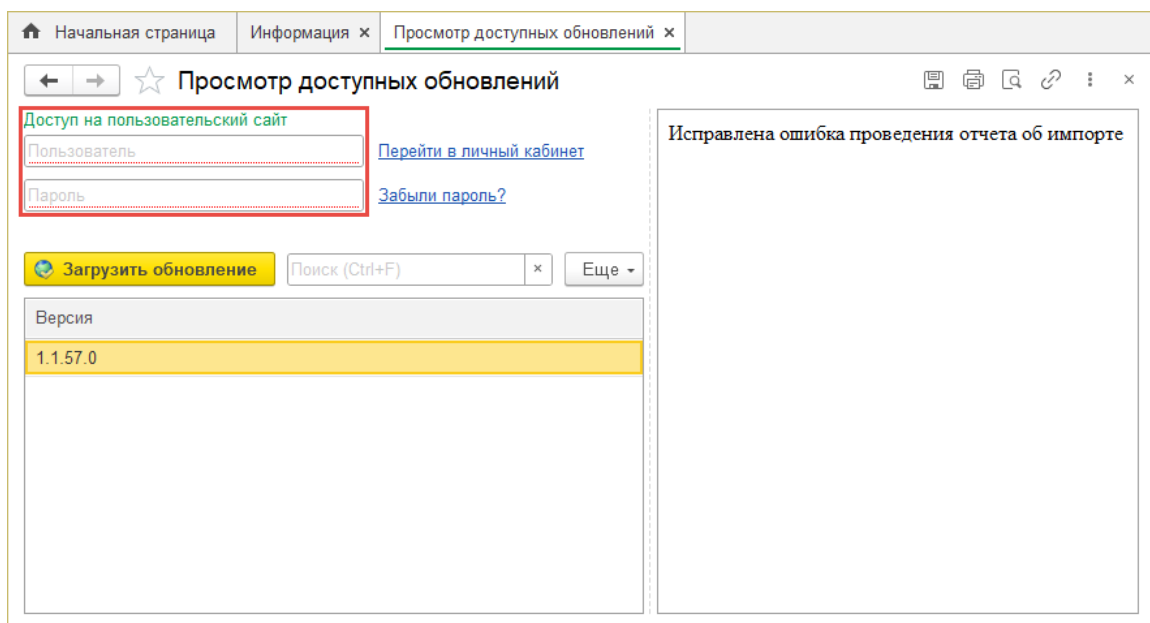 Начальная страница
Информация ×
Просмотр доступных обновлений ×
Просмотр доступных обновлений
Доступ на пользовательский сайт
Пользователь
Перейти в личный кабинет
Пароль
Забыли пароль?
Загрузить обновление
Поиск (Ctrl+F)
×
Еще
Версия
1.1.57.0
Исправлена ошибка проведения отчета об импорте